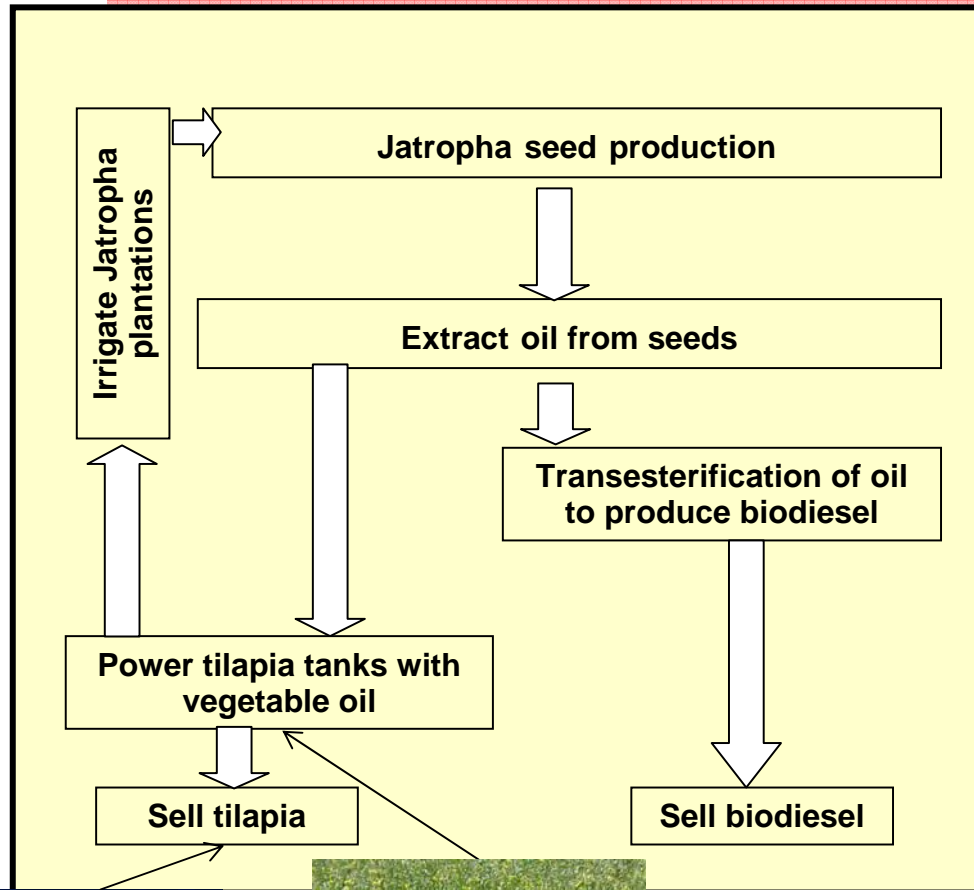 Jatropha seed production
Irrigate Jatropha
plantations
Extract oil from seeds
Transesterification of oil
to produce biodiesel
Power tilapia tanks with
vegetable oil
Sell tilapia
Sell biodiesel